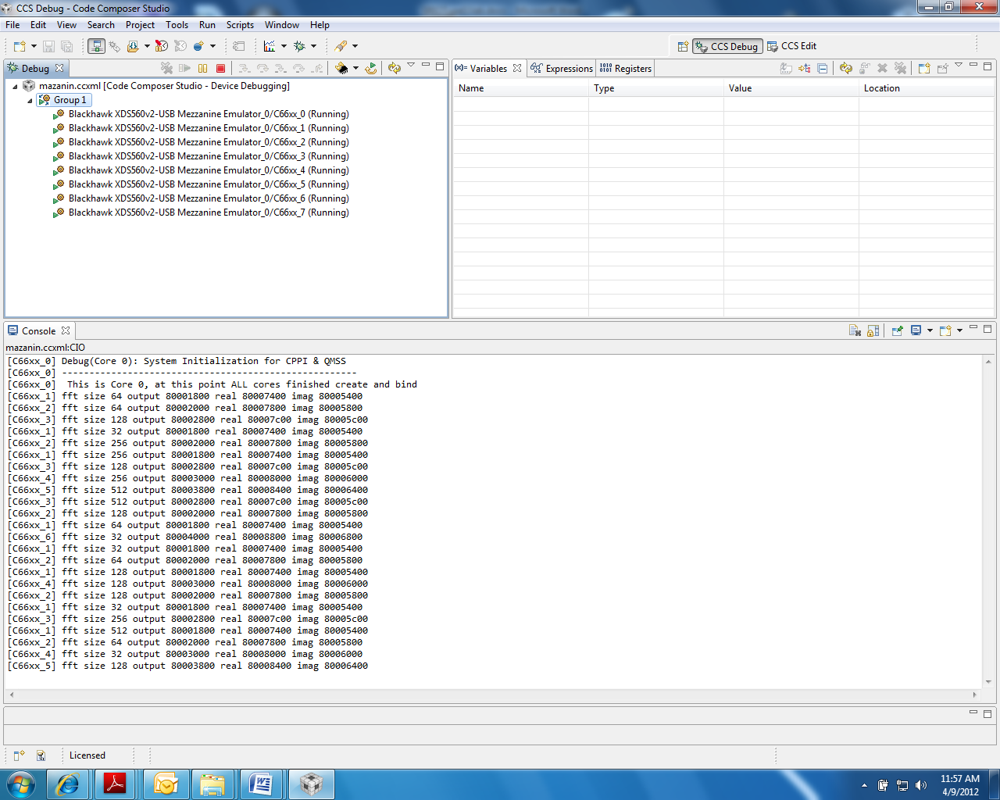 CCS Debug - Code Composer Studio
File Edit View Search Project Tools Run Scripts Window Help
CCS Debug CCS Edit
Debug
mazanin.ccxml [Code Composer Studio - Device Debugging]
Group 1
Blackhawk XDS560v2-USB Mezzanine Emulator_0/C66xx_0 (Running)
Blackhawk XDS560v2-USB Mezzanine Emulator_0/C66xx_1 (Running)
Blackhawk XDS560v2-USB Mezzanine Emulator_0/C66xx_2 (Running)
Blackhawk XDS560v2-USB Mezzanine Emulator_0/C66xx_3 (Running)
Blackhawk XDS560v2-USB Mezzanine Emulator_0/C66xx_4 (Running)
Blackhawk XDS560v2-USB Mezzanine Emulator_0/C66xx_5 (Running)
Blackhawk XDS560v2-USB Mezzanine Emulator_0/C66xx_6 (Running)
Blackhawk XDS560v2-USB Mezzanine Emulator_0/C66xx_7 (Running)
(x)= Variables Expressions Registers
Name Type Value Location
Console
mazanin.ccxml:CIO
[C66xx_0] Debug(Core 0): System Initialization for CPPI & QMSS
[C66xx_0] ------------------------------------------------------
[C66xx_0]  This is Core 0, at this point ALL cores finished create and bind
[C66xx_1] fft size 64 output 80001800 real 80007400 imag 80005400
[C66xx_2] fft size 64 output 80002000 real 80007800 imag 80005800
[C66xx_3] fft size 128 output 80002800 real 80007c00 imag 80005c00
[C66xx_1] fft size 32 output 80001800 real 80007400 imag 80005400
[C66xx_2] fft size 256 output 80002000 real 80007800 imag 80005800
[C66xx_1] fft size 256 output 80001800 real 80007400 imag 80005400
[C66xx_3] fft size 128 output 80002800 real 80007c00 imag 80005c00
[C66xx_4] fft size 256 output 80003000 real 80008000 imag 80006000
[C66xx_5] fft size 512 output 80003800 real 80008400 imag 80006400
[C66xx_3] fft size 512 output 80002800 real 80007c00 imag 80005c00
[C66xx_2] fft size 128 output 80002000 real 80007800 imag 80005800
[C66xx_1] fft size 64 output 80001800 real 80007400 imag 80005400
[C66xx_6] fft size 32 output 80004000 real 80008800 imag 80006800
[C66xx_1] fft size 32 output 80001800 real 80007400 imag 80005400
[C66xx_2] fft size 64 output 80002000 real 80007800 imag 80005800
[C66xx_1] fft size 128 output 80001800 real 80007400 imag 80005400
[C66xx_4] fft size 128 output 80003000 real 80008000 imag 80006000
[C66xx_2] fft size 128 output 80002000 real 80007800 imag 80005800
[C66xx_1] fft size 32 output 80001800 real 80007400 imag 80005400
[C66xx_3] fft size 256 output 80002800 real 80007c00 imag 80005c00
[C66xx_1] fft size 512 output 80001800 real 80007400 imag 80005400
[C66xx_2] fft size 64 output 80002000 real 80007800 imag 80005800
[C66xx_4] fft size 32 output 80003000 real 80008000 imag 80006000
[C66xx_5] fft size 128 output 80003800 real 80008400 imag 80006400
Licensed
11:57 AM
4/9/2012